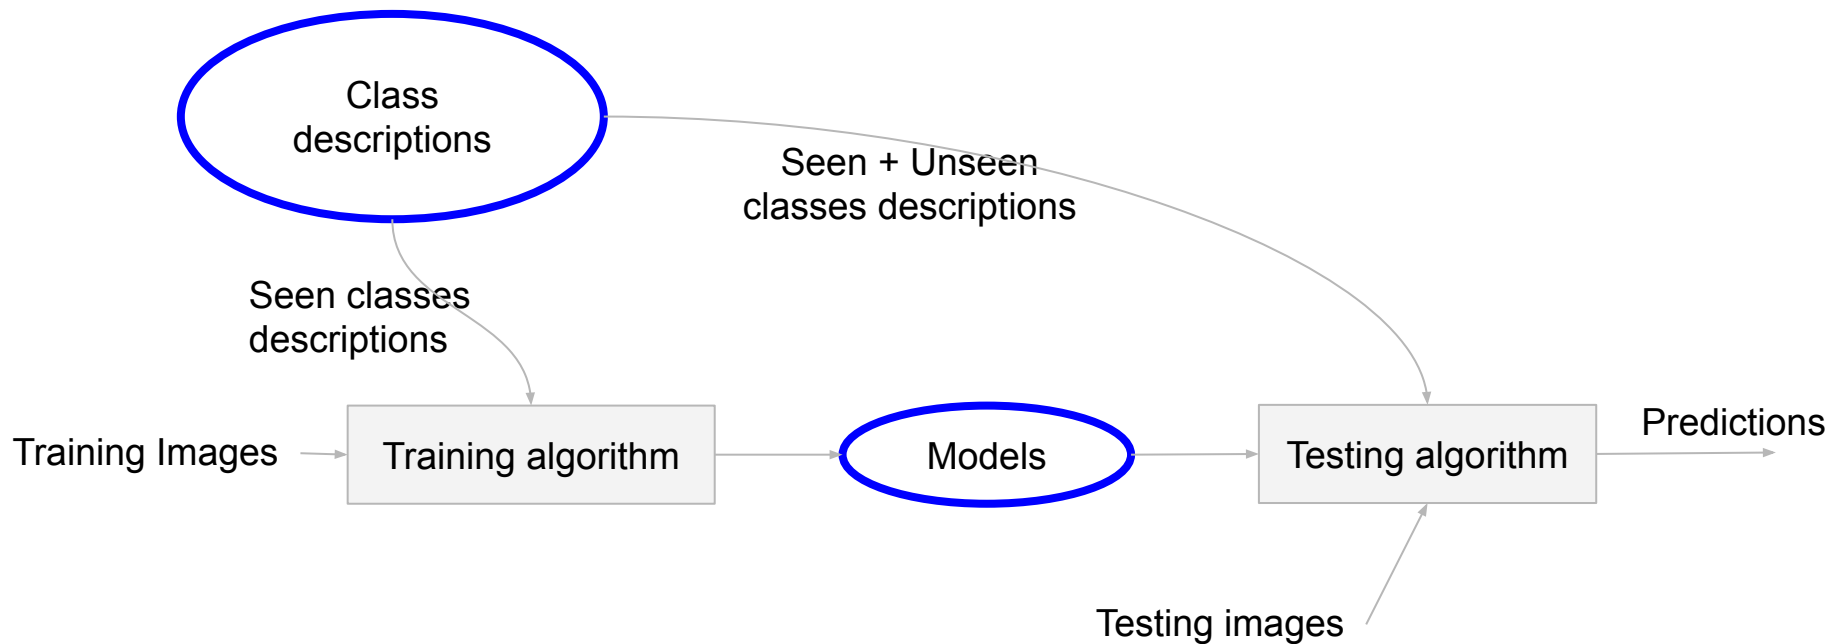 Class
descriptions
Seen + Unseen
classes descriptions
Seen classes
descriptions
Training Images
Training algorithm
Models
Testing algorithm
Predictions
Testing images